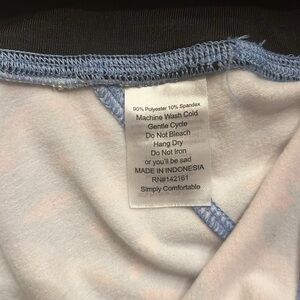 90% Polyester 10% Spandex
Machine Wash Cold
Gentle Cycle
Do Not Bleach
Hang Dry
Do Not Iron
or you'll be sad
MADE IN INDONESIA
RN#142161
Simply Comfortable